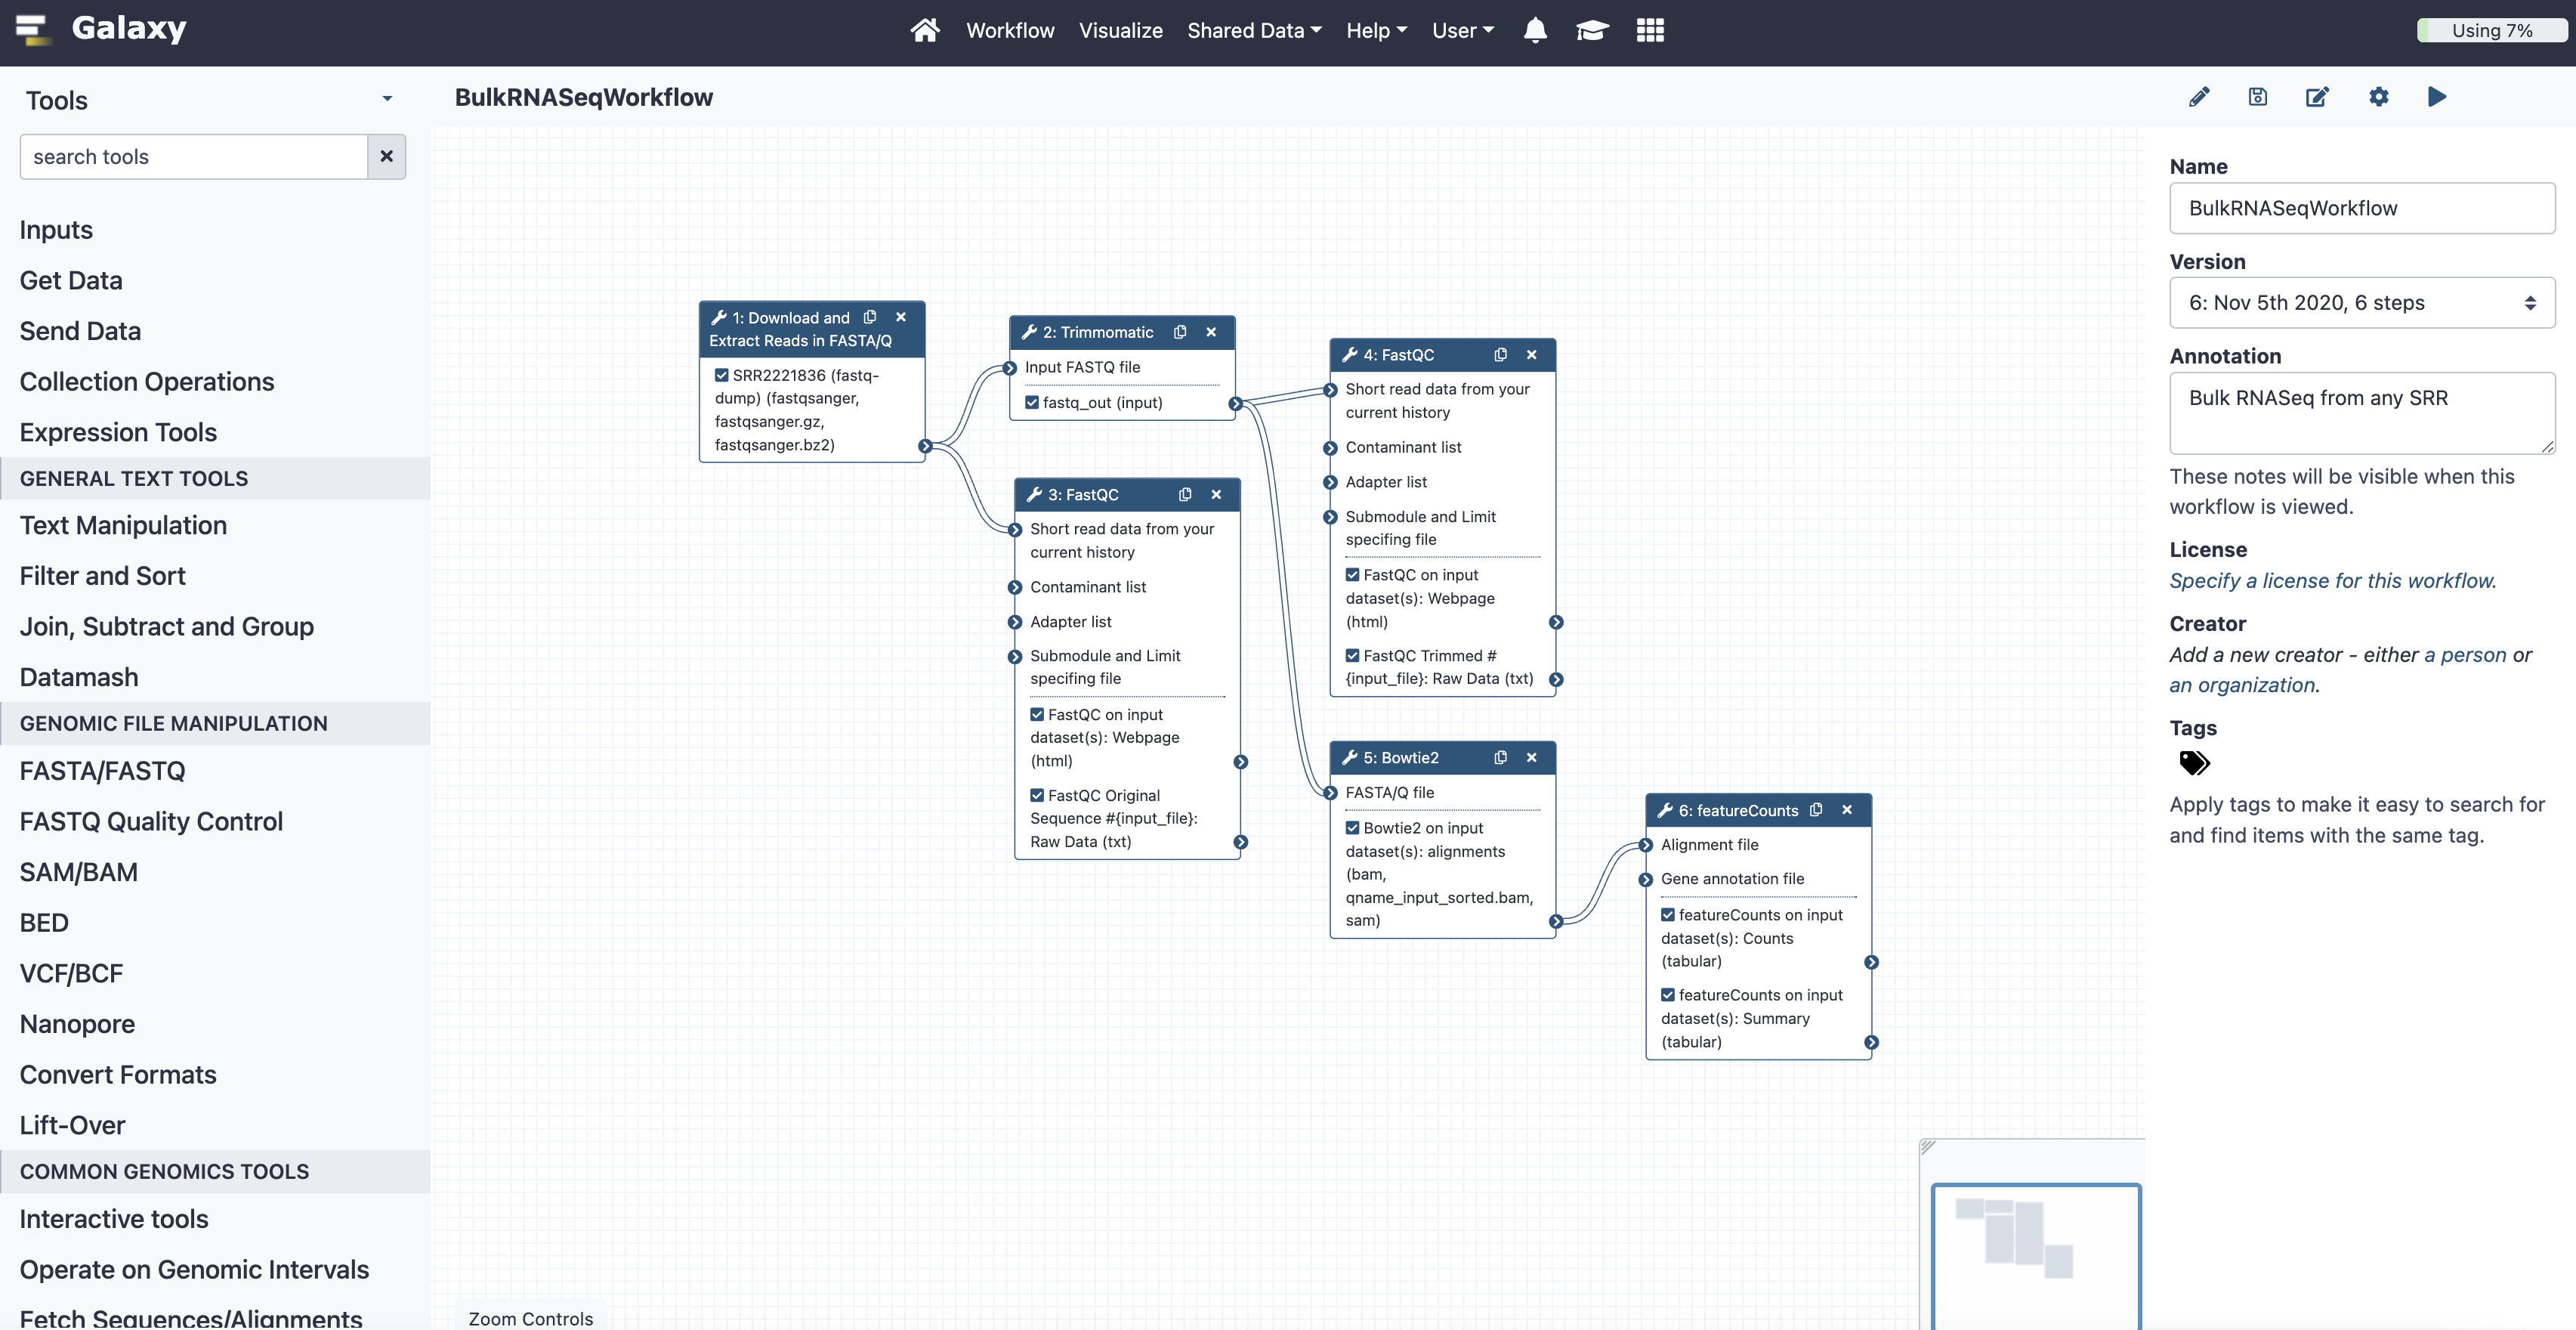 Galaxy
Workflow
Visualize
Shared Data
Help
User
Using 7%
Tools
search tools
Inputs
Get Data
Send Data
Collection Operations
Expression Tools
GENERAL TEXT TOOLS
Text Manipulation
Filter and Sort
Join, Subtract and Group
Datamash
GENOMIC FILE MANIPULATION
FASTA/FASTQ
FASTQ Quality Control
SAM/BAM
BED
VCF/BCF
Nanopore
Convert Formats
Lift-Over
COMMON GENOMICS TOOLS
Interactive tools
Operate on Genomic Intervals
Fetch Sequences/Alignments
BulkRNASeqWorkflow
1: Download and
Extract Reads in FASTA/Q
SRR2221836 (fastq-
dump) (fastqsanger,
fastqsanger.gz,
fastqsanger.bz2)
2: Trimmomatic
Input FASTQ file
fastq_out (input)
3: FastQC
Short read data from your
current history
Contaminant list
Adapter list
Submodule and Limit
specifing file
FastQC on input
dataset(s): Webpage
(html)
FastQC Original
Sequence #{input_file}:
Raw Data (txt)
4: FastQC
Short read data from your
current history
Contaminant list
Adapter list
Submodule and Limit
specifing file
FastQC on input
dataset(s): Webpage
(html)
FastQC Trimmed #
{input_file}: Raw Data (txt)
5: Bowtie2
FASTA/Q file
Bowtie2 on input
dataset(s): alignments
(bam,
qname_input_sorted.bam,
sam)
6: featureCounts
Alignment file
Gene annotation file
featureCounts on input
dataset(s): Counts
(tabular)
featureCounts on input
dataset(s): Summary
(tabular)
Zoom Controls
Name
BulkRNASeqWorkflow
Version
6: Nov 5th 2020, 6 steps
Annotation
Bulk RNASeq from any SRR
These notes will be visible when this
workflow is viewed.
License
Specify a license for this workflow.
Creator
Add a new creator - either a person or
an organization.
Tags
Apply tags to make it easy to search for
and find items with the same tag.